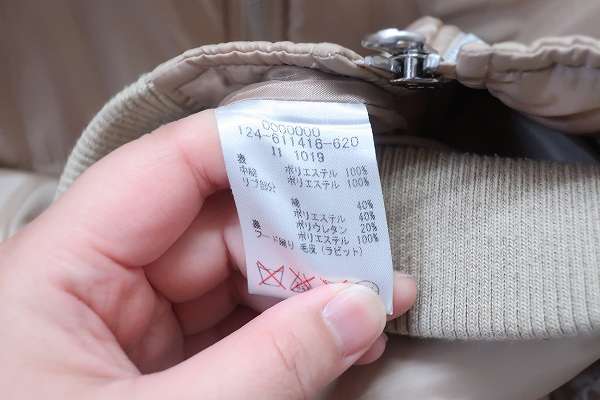 0060000
124-611416-620
11 1019
表
中綿 ポリエステル 100%
リブ部分 ポリエステル 100%
綿 40%
ポリエステル 40%
ポリウレタン 20%
裏 ポリエステル 100%
フード飾り 毛皮(ラビット)